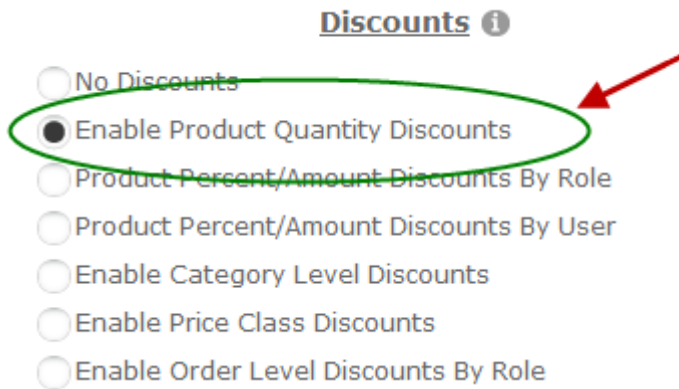 Discounts
No Discounts
Enable Product Quantity Discounts
Product Percent/Amount Discounts By Role
Product Percent/Amount Discounts By User
Enable Category Level Discounts
Enable Price Class Discounts
Enable Order Level Discounts By Role